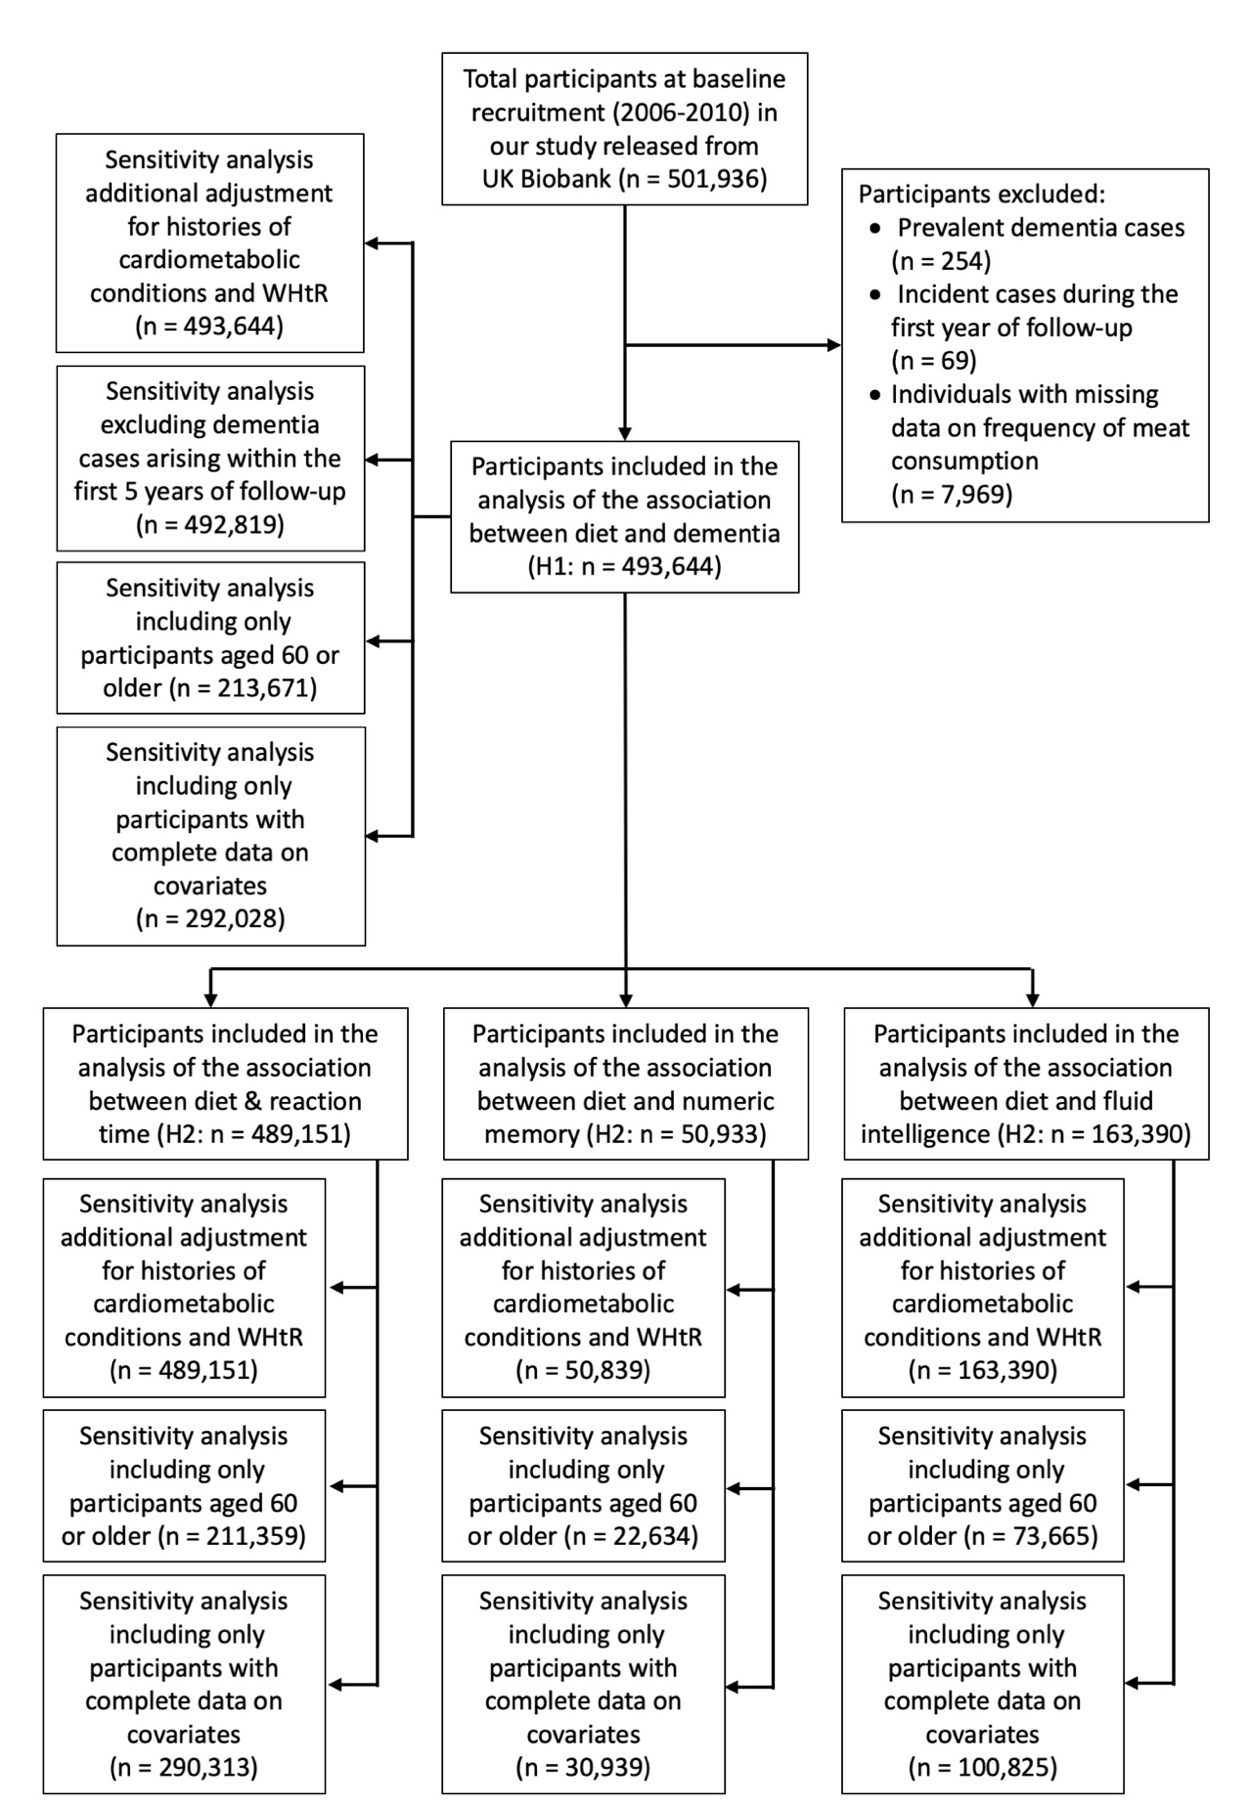 Total participants at baseline
recruitment (2006-2010) in
our study released from
UK Biobank (n = 501,936)
Participants excluded:
• Prevalent dementia cases
(n = 254)
• Incident cases during the
first year of follow-up
(n = 69)
• Individuals with missing
data on frequency of meat
consumption
(n = 7,969)
Sensitivity analysis
additional adjustment
for histories of
cardiometabolic
conditions and WHtR
(n = 493,644)
Sensitivity analysis
excluding dementia
cases arising within the
first 5 years of follow-up
(n = 492,819)
Sensitivity analysis
including only
participants aged 60 or
older (n = 213,671)
Sensitivity analysis
including only
participants with
complete data on
covariates
(n = 292,028)
Participants included in the
analysis of the association
between diet and dementia
(H1: n = 493,644)
Participants included in the
analysis of the association
between diet & reaction
time (H2: n = 489,151)
Sensitivity analysis
additional adjustment
for histories of
cardiometabolic
conditions and WHtR
(n = 489,151)
Sensitivity analysis
including only
participants aged 60
or older (n = 211,359)
Sensitivity analysis
including only
participants with
complete data on
covariates
(n = 290,313)
Participants included in the
analysis of the association
between diet and numeric
memory (H2: n = 50,933)
Sensitivity analysis
additional adjustment
for histories of
cardiometabolic
conditions and WHtR
(n = 50,839)
Sensitivity analysis
including only
participants aged 60
or older (n = 22,634)
Sensitivity analysis
including only
participants with
complete data on
covariates
(n = 30,939)
Participants included in the
analysis of the association
between diet and fluid
intelligence (H2: n = 163,390)
Sensitivity analysis
additional adjustment
for histories of
cardiometabolic
conditions and WHtR
(n = 163,390)
Sensitivity analysis
including only
participants aged 60
or older (n = 73,665)
Sensitivity analysis
including only
participants with
complete data on
covariates
(n = 100,825)